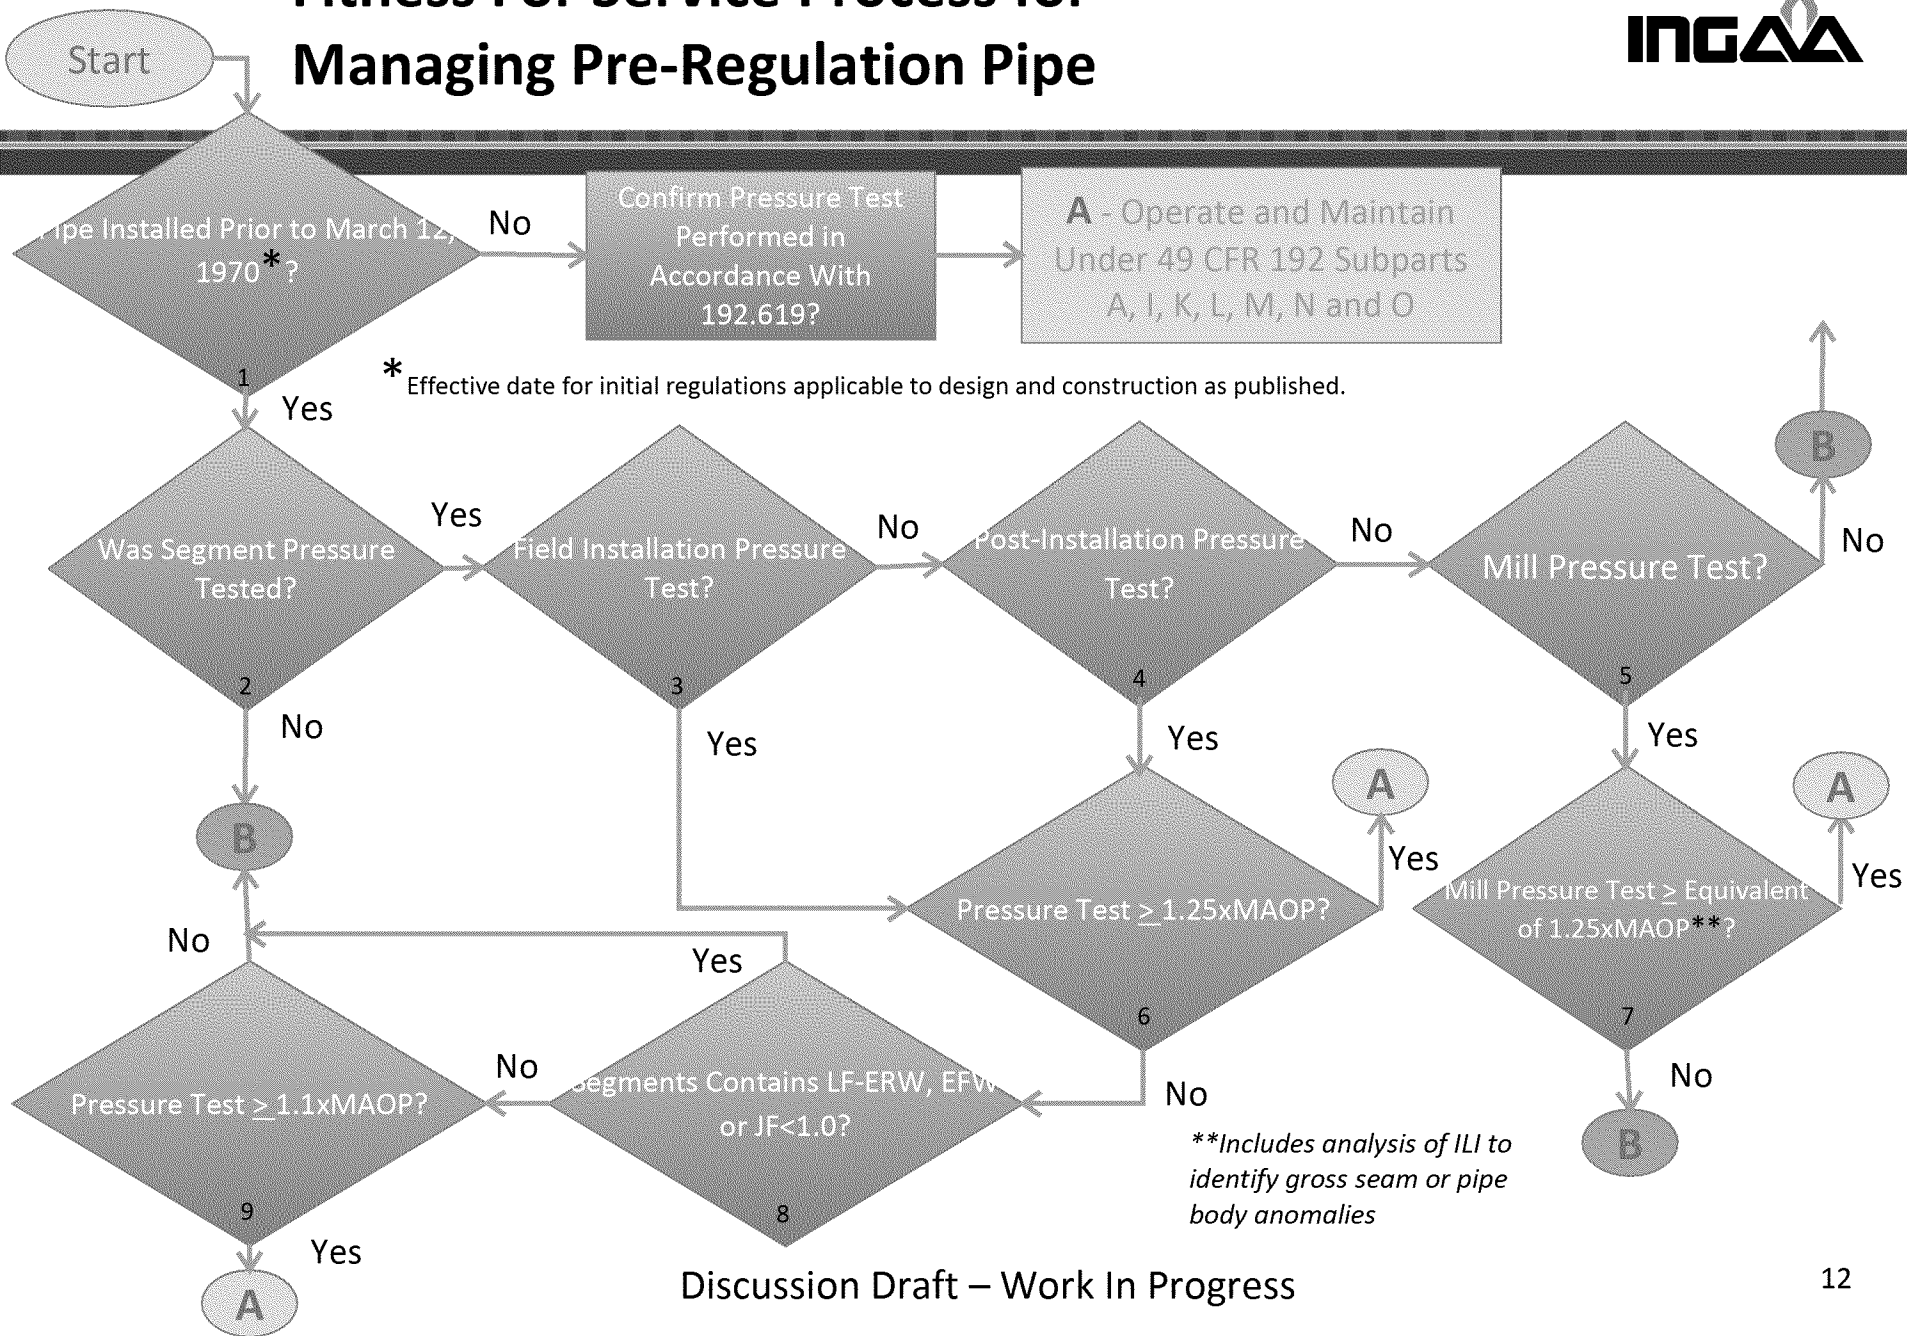 Fitness For Service Process for
Managing Pre-Regulation Pipe
INGAA
Start
Pipe Installed Prior to March 12,
1970*?
1
No
Confirm Pressure Test
Performed in
Accordance With
192.619?
A - Operate and Maintain
Under 49 CFR 192 Subparts
A, I, K, L, M, N and O
*Effective date for initial regulations applicable to design and construction as published.
Yes
B
Was Segment Pressure
Tested?
2
Yes
Field Installation Pressure
Test?
3
No
Post-Installation Pressure
Test?
4
No
Mill Pressure Test?
5
No
No
Yes
Yes
Yes
B
A
A
Pressure Test ≥ 1.25xMAOP?
6
Yes
Mill Pressure Test ≥ Equivalent
of 1.25xMAOP**?
7
Yes
No
Yes
Pressure Test ≥ 1.1xMAOP?
9
No
Segments Contains LF-ERW, EFW
or JF<1.0?
8
No
No
B
**Includes analysis of ILI to
identify gross seam or pipe
body anomalies
Yes
A
Discussion Draft – Work In Progress
12